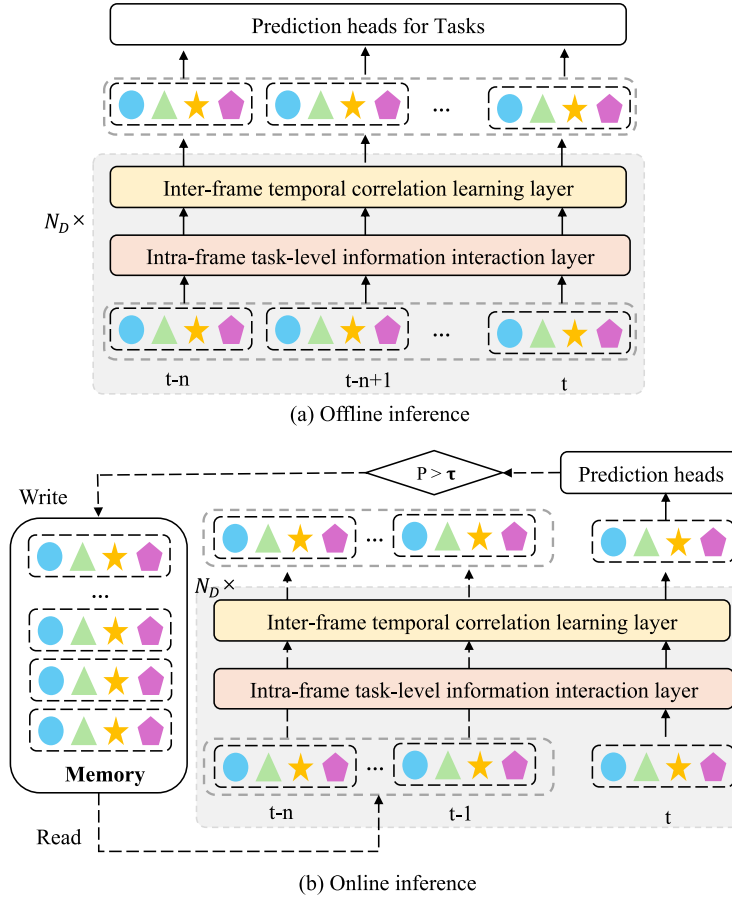 Prediction heads for Tasks
...
Inter-frame temporal correlation learning layer
N_D ×
Intra-frame task-level information interaction layer
...
t-n
t-n+1
t
(a) Offline inference
P > τ
Prediction heads
Write
...
...
N_D ×
Inter-frame temporal correlation learning layer
Intra-frame task-level information interaction layer
...
Memory
t-n
t-1
t
Read
(b) Online inference